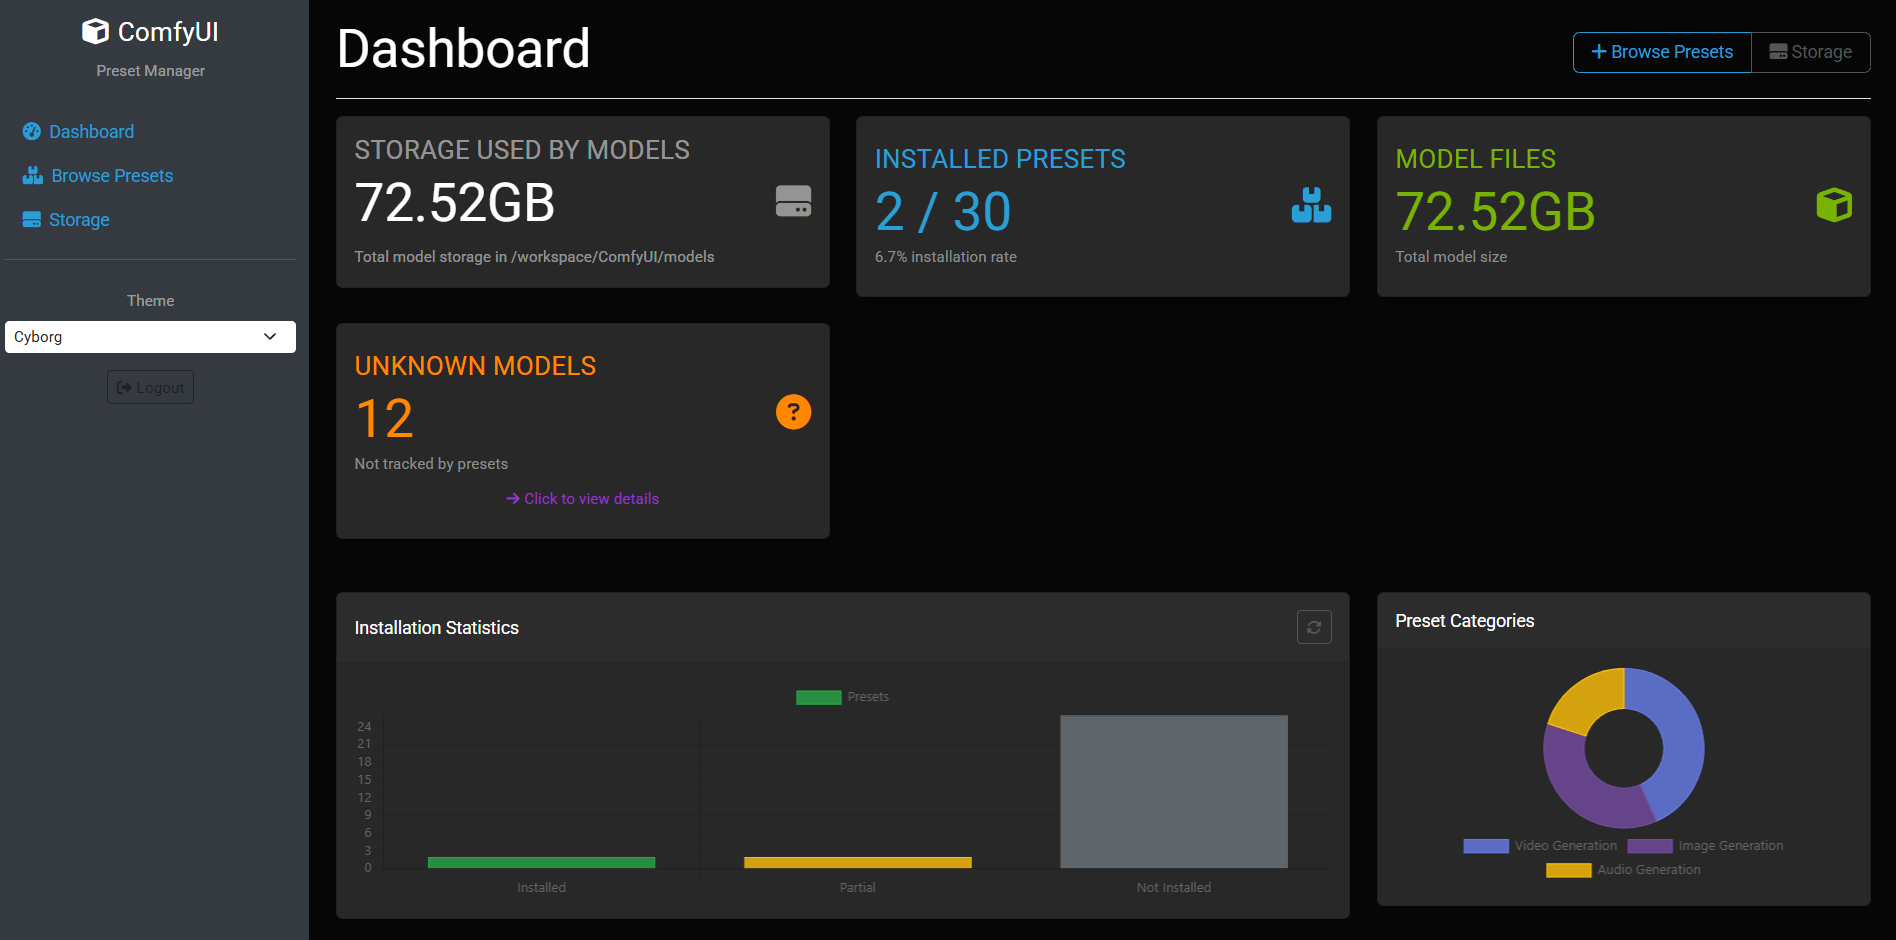 ComfyUI
Preset Manager
Dashboard
Browse Presets
Storage
Theme
Cyborg
Logout
Dashboard
Browse Presets
Storage
STORAGE USED BY MODELS
72.52GB
Total model storage in /workspace/ComfyUI/models
INSTALLED PRESETS
2 / 30
6.7% installation rate
MODEL FILES
72.52GB
Total model size
UNKNOWN MODELS
12
?
Not tracked by presets
→ Click to view details
Installation Statistics
Presets
24
21
18
15
12
9
6
3
0
Installed
Partial
Not Installed
Preset Categories
Video Generation
Image Generation
Audio Generation